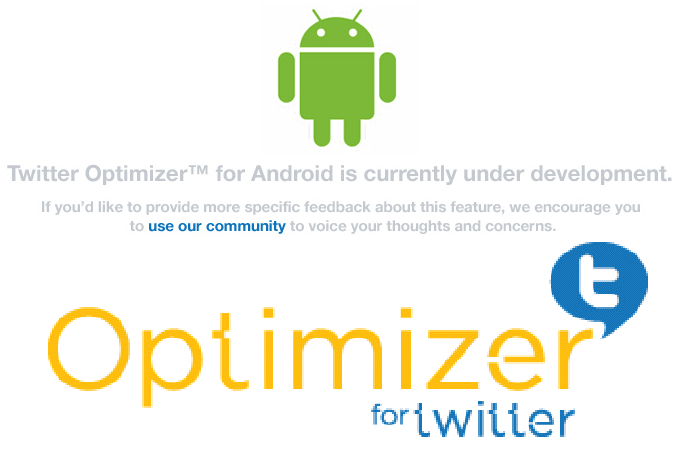 Twitter Optimizer™ for Android is currently under development.
If you'd like to provide more specific feedback about this feature, we encourage you
to use our community to voice your thoughts and concerns.
t
Optimizer
for twitter